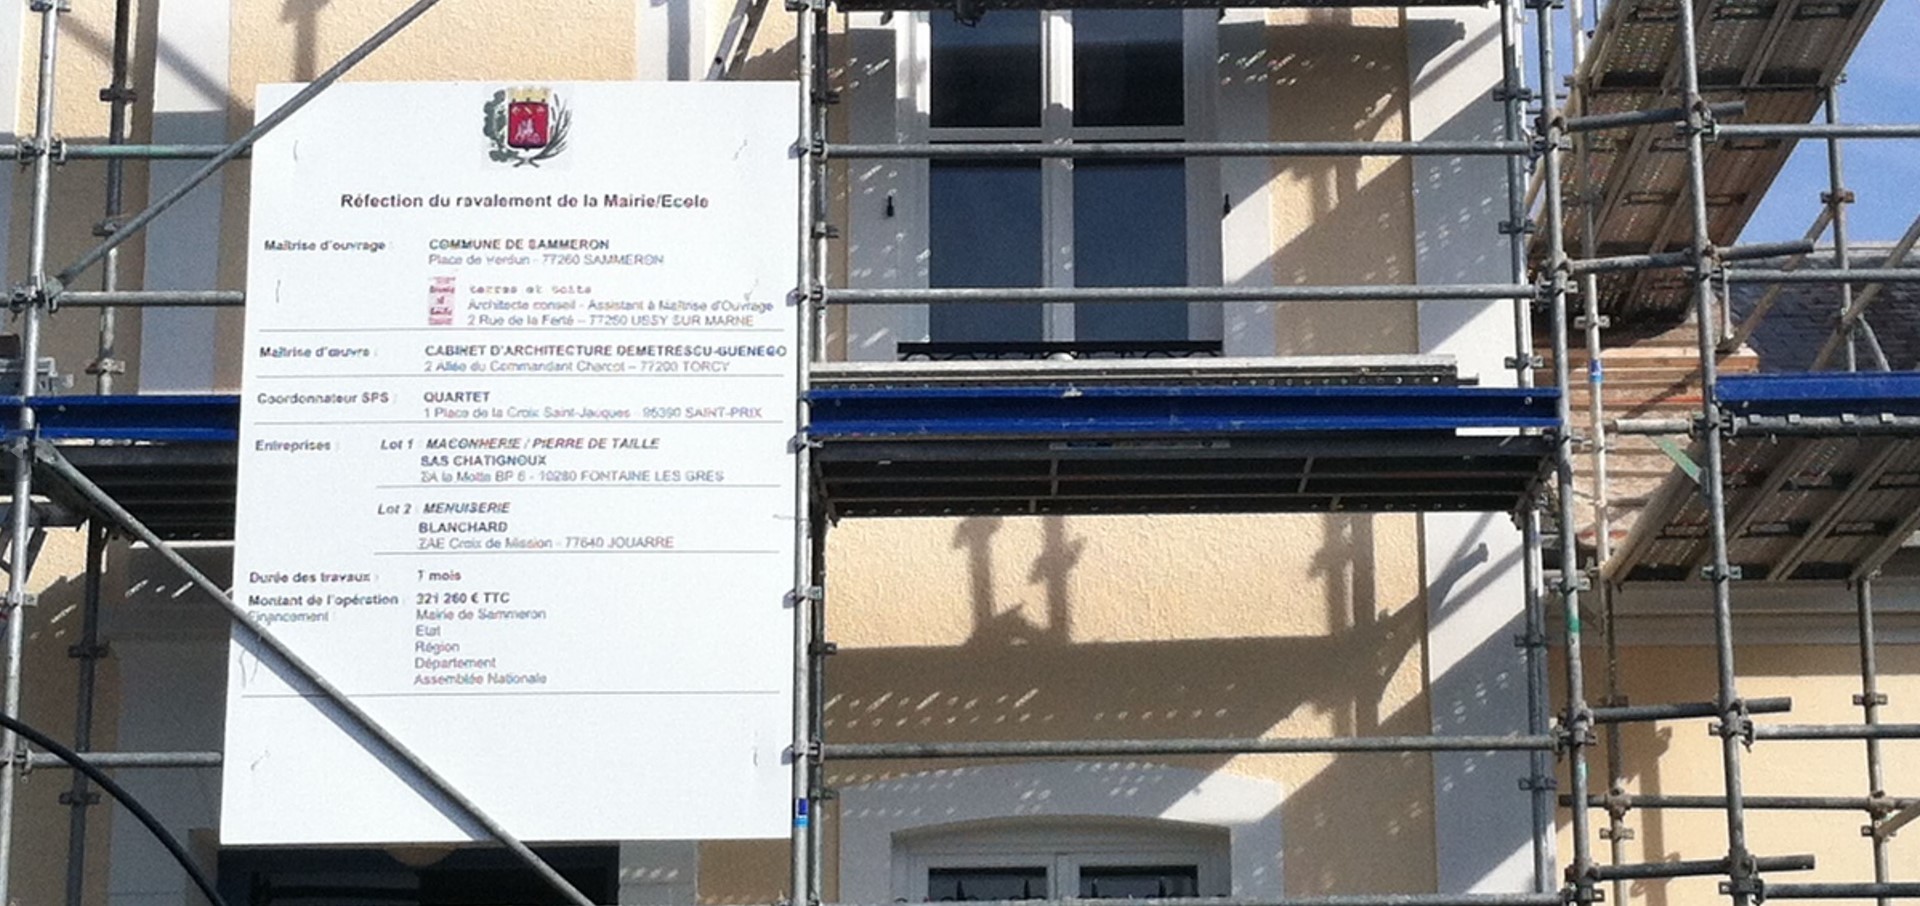 Réfection du ravalement de la Mairie/Ecole
Maîtrise d'ouvrage : COMMUNE DE SAMMERON
Place de Verdun - 77260 SAMMERON
terres et toits
Architecte conseil - Assistant à Maîtrise d'Ouvrage
2 Rue de la Ferté - 77260 USSY SUR MARNE
Maîtrise d'œuvre : CABINET D'ARCHITECTURE DEMETRESCU-GUENEGO
2 Allée du Commandant Charcot - 77200 TORCY
Coordonnateur SPS : QUARTET
1 Place de la Croix Saint-Jacques - 95390 SAINT-PRIX
Entreprises : Lot 1 MACONNERIE / PIERRE DE TAILLE
SAS CHATIGNOUX
ZA la Motte BP 6 - 10280 FONTAINE LES GRES
Lot 2 MENUISERIE
BLANCHARD
ZAE Croix de Mission - 77640 JOUARRE
Durée des travaux : 7 mois
Montant de l'opération : 321 260 € TTC
Financement : Mairie de Sammeron
Etat
Région
Département
Assemblée Nationale